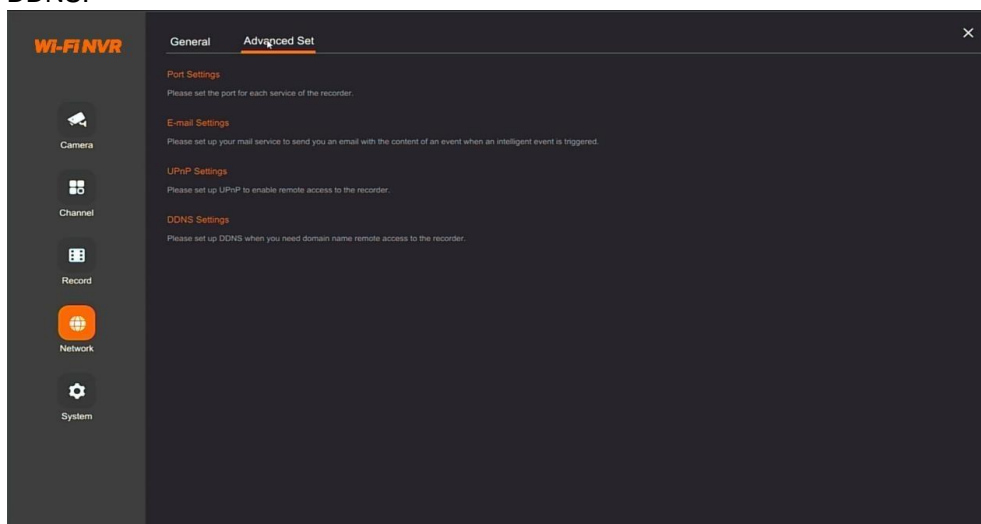 WI-FI NVR
General
Advanced Set
Port Settings
Please set the port for each service of the recorder.
E-mail Settings
Please set up your mail service to send you an email with the content of an event when an intelligent event is triggered.
UPnP Settings
Please set up UPnP to enable remote access to the recorder.
DDNS Settings
Please set up DDNS when you need domain name remote access to the recorder.
Camera
Channel
Record
Network
System